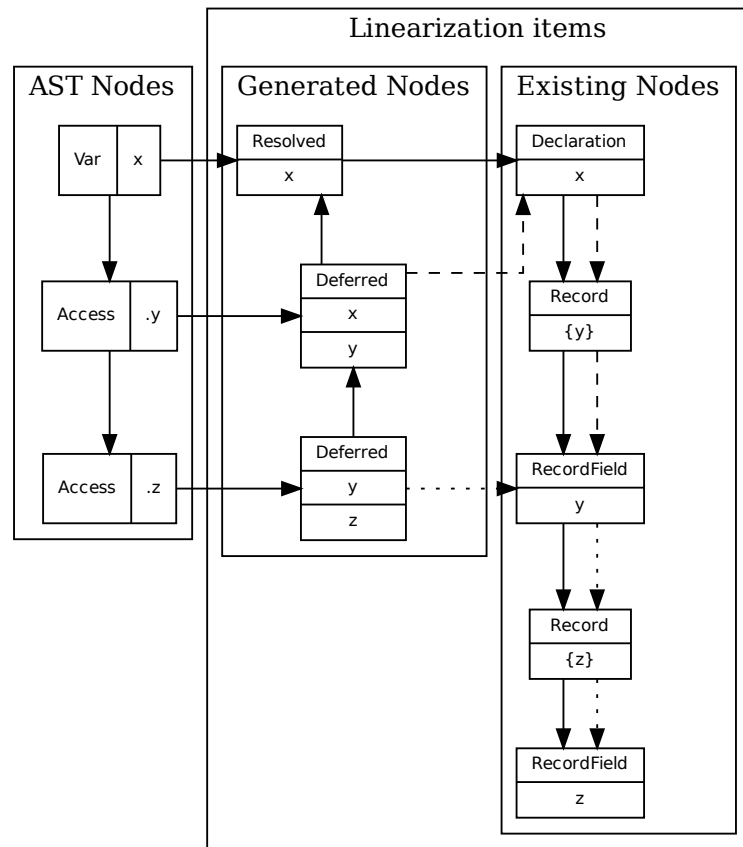 Linearization items
AST Nodes
Generated Nodes
Existing Nodes
Var
x
Access
.y
Access
.z
Resolved
x
Deferred
x
y
Deferred
y
z
Declaration
x
Record
{y}
RecordField
y
Record
{z}
RecordField
z